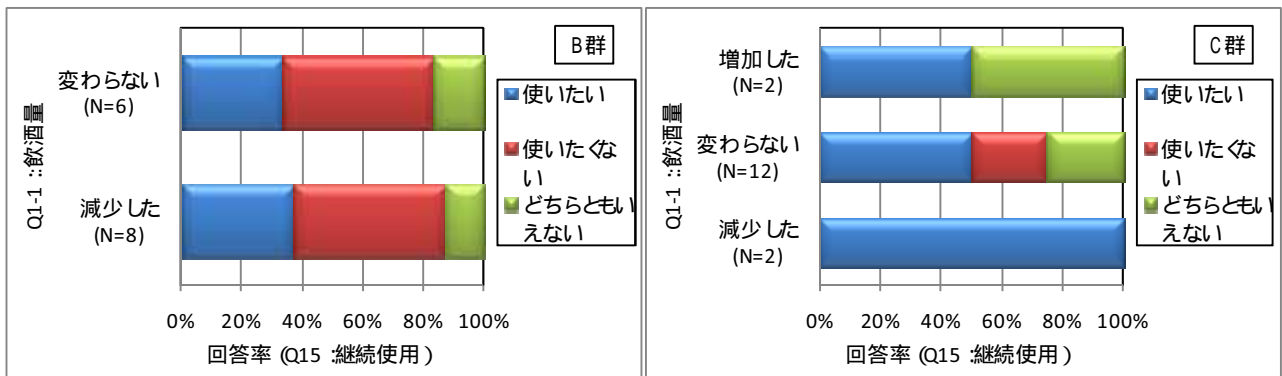 B群
Q1-1 ::飲酒量
変わらない
(N=6)
減少した
(N=8)
0% 20% 40% 60% 80% 100%
回答率 (Q15 :継続使用 )
使いたい
使いたくな
い
どちらともい
えない
C群
Q1-1 ::飲酒量
増加した
(N=2)
変わらない
(N=12)
減少した
(N=2)
0% 20% 40% 60% 80% 100%
回答率 (Q15 :継続使用 )
使いたい
使いたくな
い
どちらともい
えない